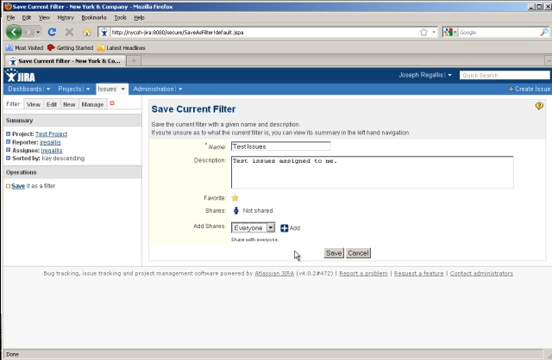 Save Current Filter - New York & Company - Mozilla Firefox
File Edit View History Bookmarks Tools Help
http://nycoh-jira:8080/secure/SaveAsFilter!default.jspa
Google
Most Visited Getting Started Latest Headlines
Save Current Filter - New York & Co...
JIRA
Joseph Regallis
Quick Search
Dashboards Projects Issues Administration
+ Create Issue
Filter: View Edit New Manage
Summary
Project: Test Project
Reporter: jregallis
Assignee: jregallis
Sorted by: Key descending
Operations
Save it as a filter
Save Current Filter
Save the current filter with a given name and description.
If you're unsure as to what the current filter is, you can view its summary in the left hand navigation.
* Name: Test Issues
Description: Test issues assigned to me.
Favorite:
Shares: Not shared.
Add Shares: Everyone Add
Share with everyone.
Save Cancel
Bug tracking, issue tracking and project management software powered by Atlassian JIRA (v4.0.2#472) | Report a problem | Request a feature | Contact administrators
Done